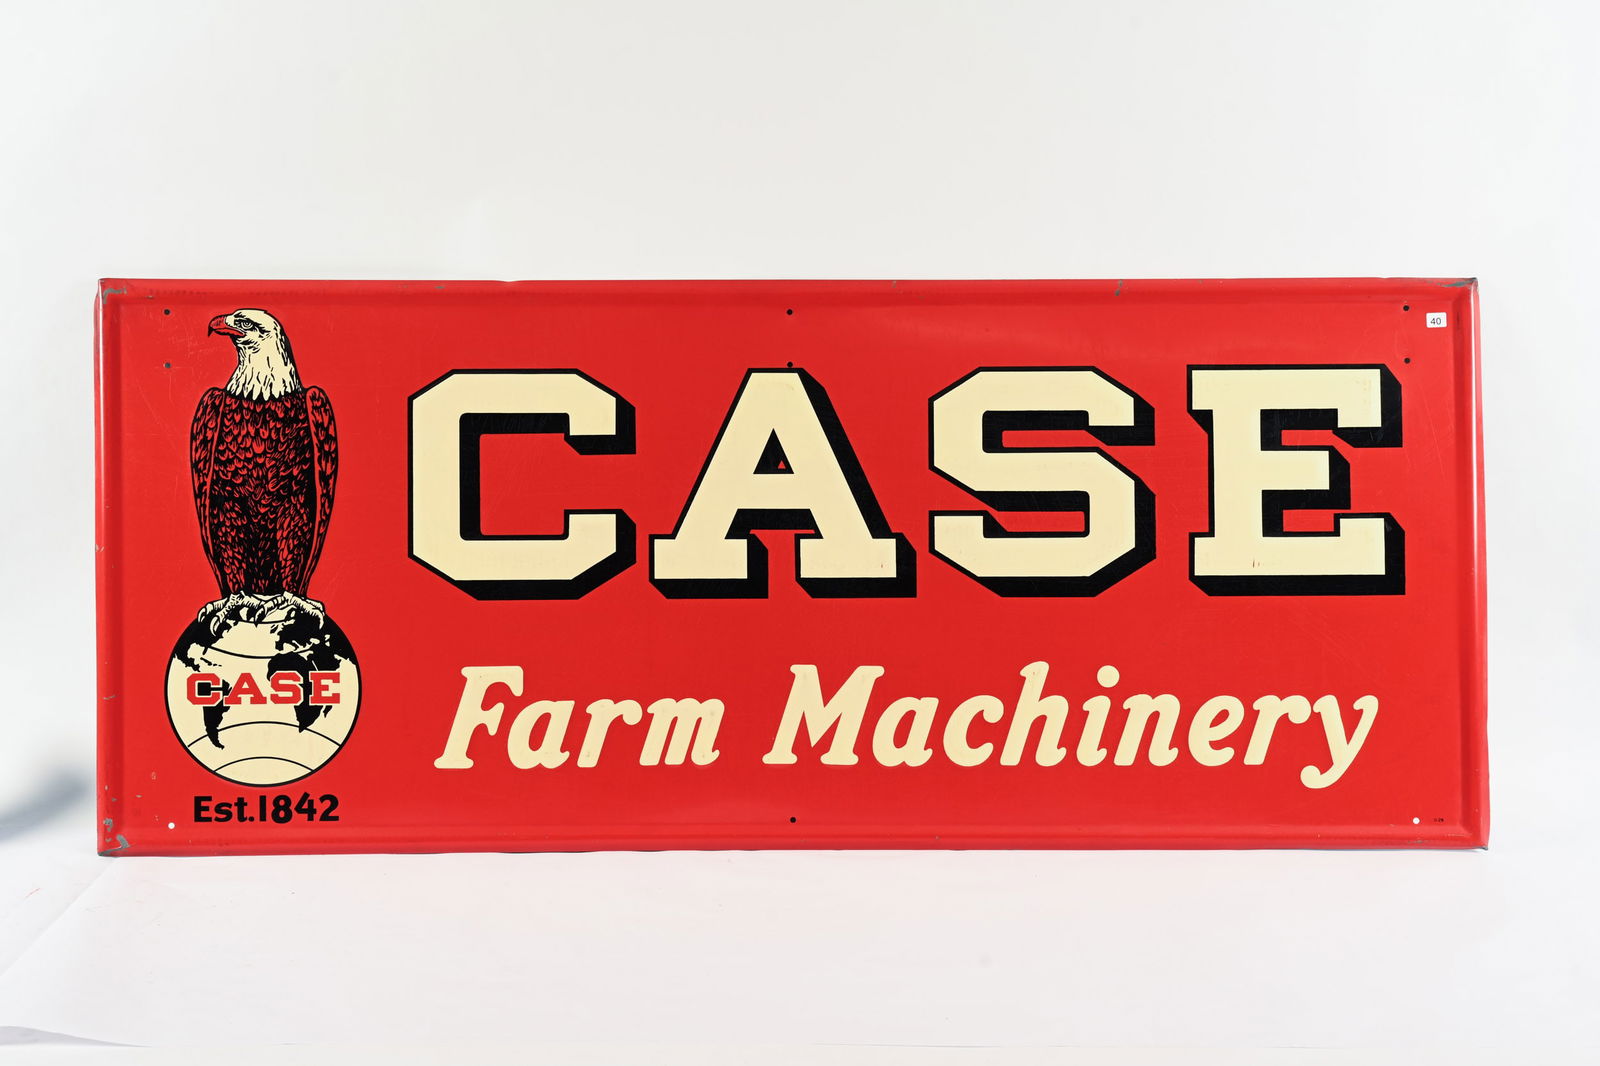 40
CASE
Farm Machinery
CASE
Est. 1842